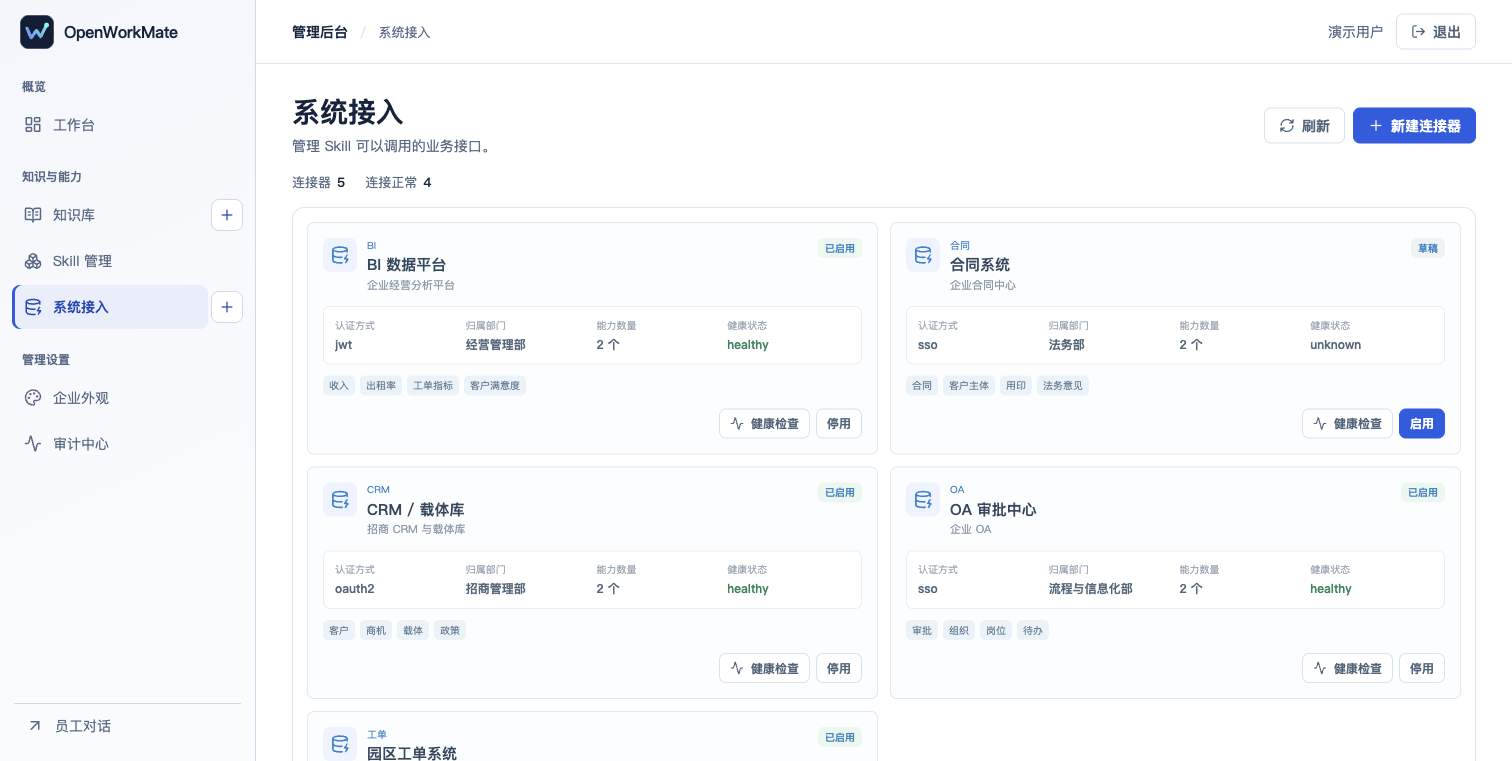 OpenWorkMate
概览
工作台
知识与能力
知识库
Skill 管理
系统接入
管理设置
企业外观
审计中心
员工对话
管理后台 / 系统接入
演示用户
退出
系统接入
管理 Skill 可以调用的业务接口。
刷新
新建连接器
连接器 5 连接正常 4
BI
已启用
BI 数据平台
企业经营分析平台
认证方式 归属部门 能力数量 健康状态
jwt 经营管理部 2 个 healthy
收入 出租率 工单指标 客户满意度
健康检查 停用
合同
草稿
合同系统
企业合同中心
认证方式 归属部门 能力数量 健康状态
sso 法务部 2 个 unknown
合同 客户主体 用印 法务意见
健康检查 启用
CRM
已启用
CRM / 载体库
招商 CRM 与载体库
认证方式 归属部门 能力数量 健康状态
oauth2 招商管理部 2 个 healthy
客户 商机 载体 政策
健康检查 停用
OA
已启用
OA 审批中心
企业 OA
认证方式 归属部门 能力数量 健康状态
sso 流程与信息化部 2 个 healthy
审批 组织 岗位 待办
健康检查 停用
工单
已启用
园区工单系统